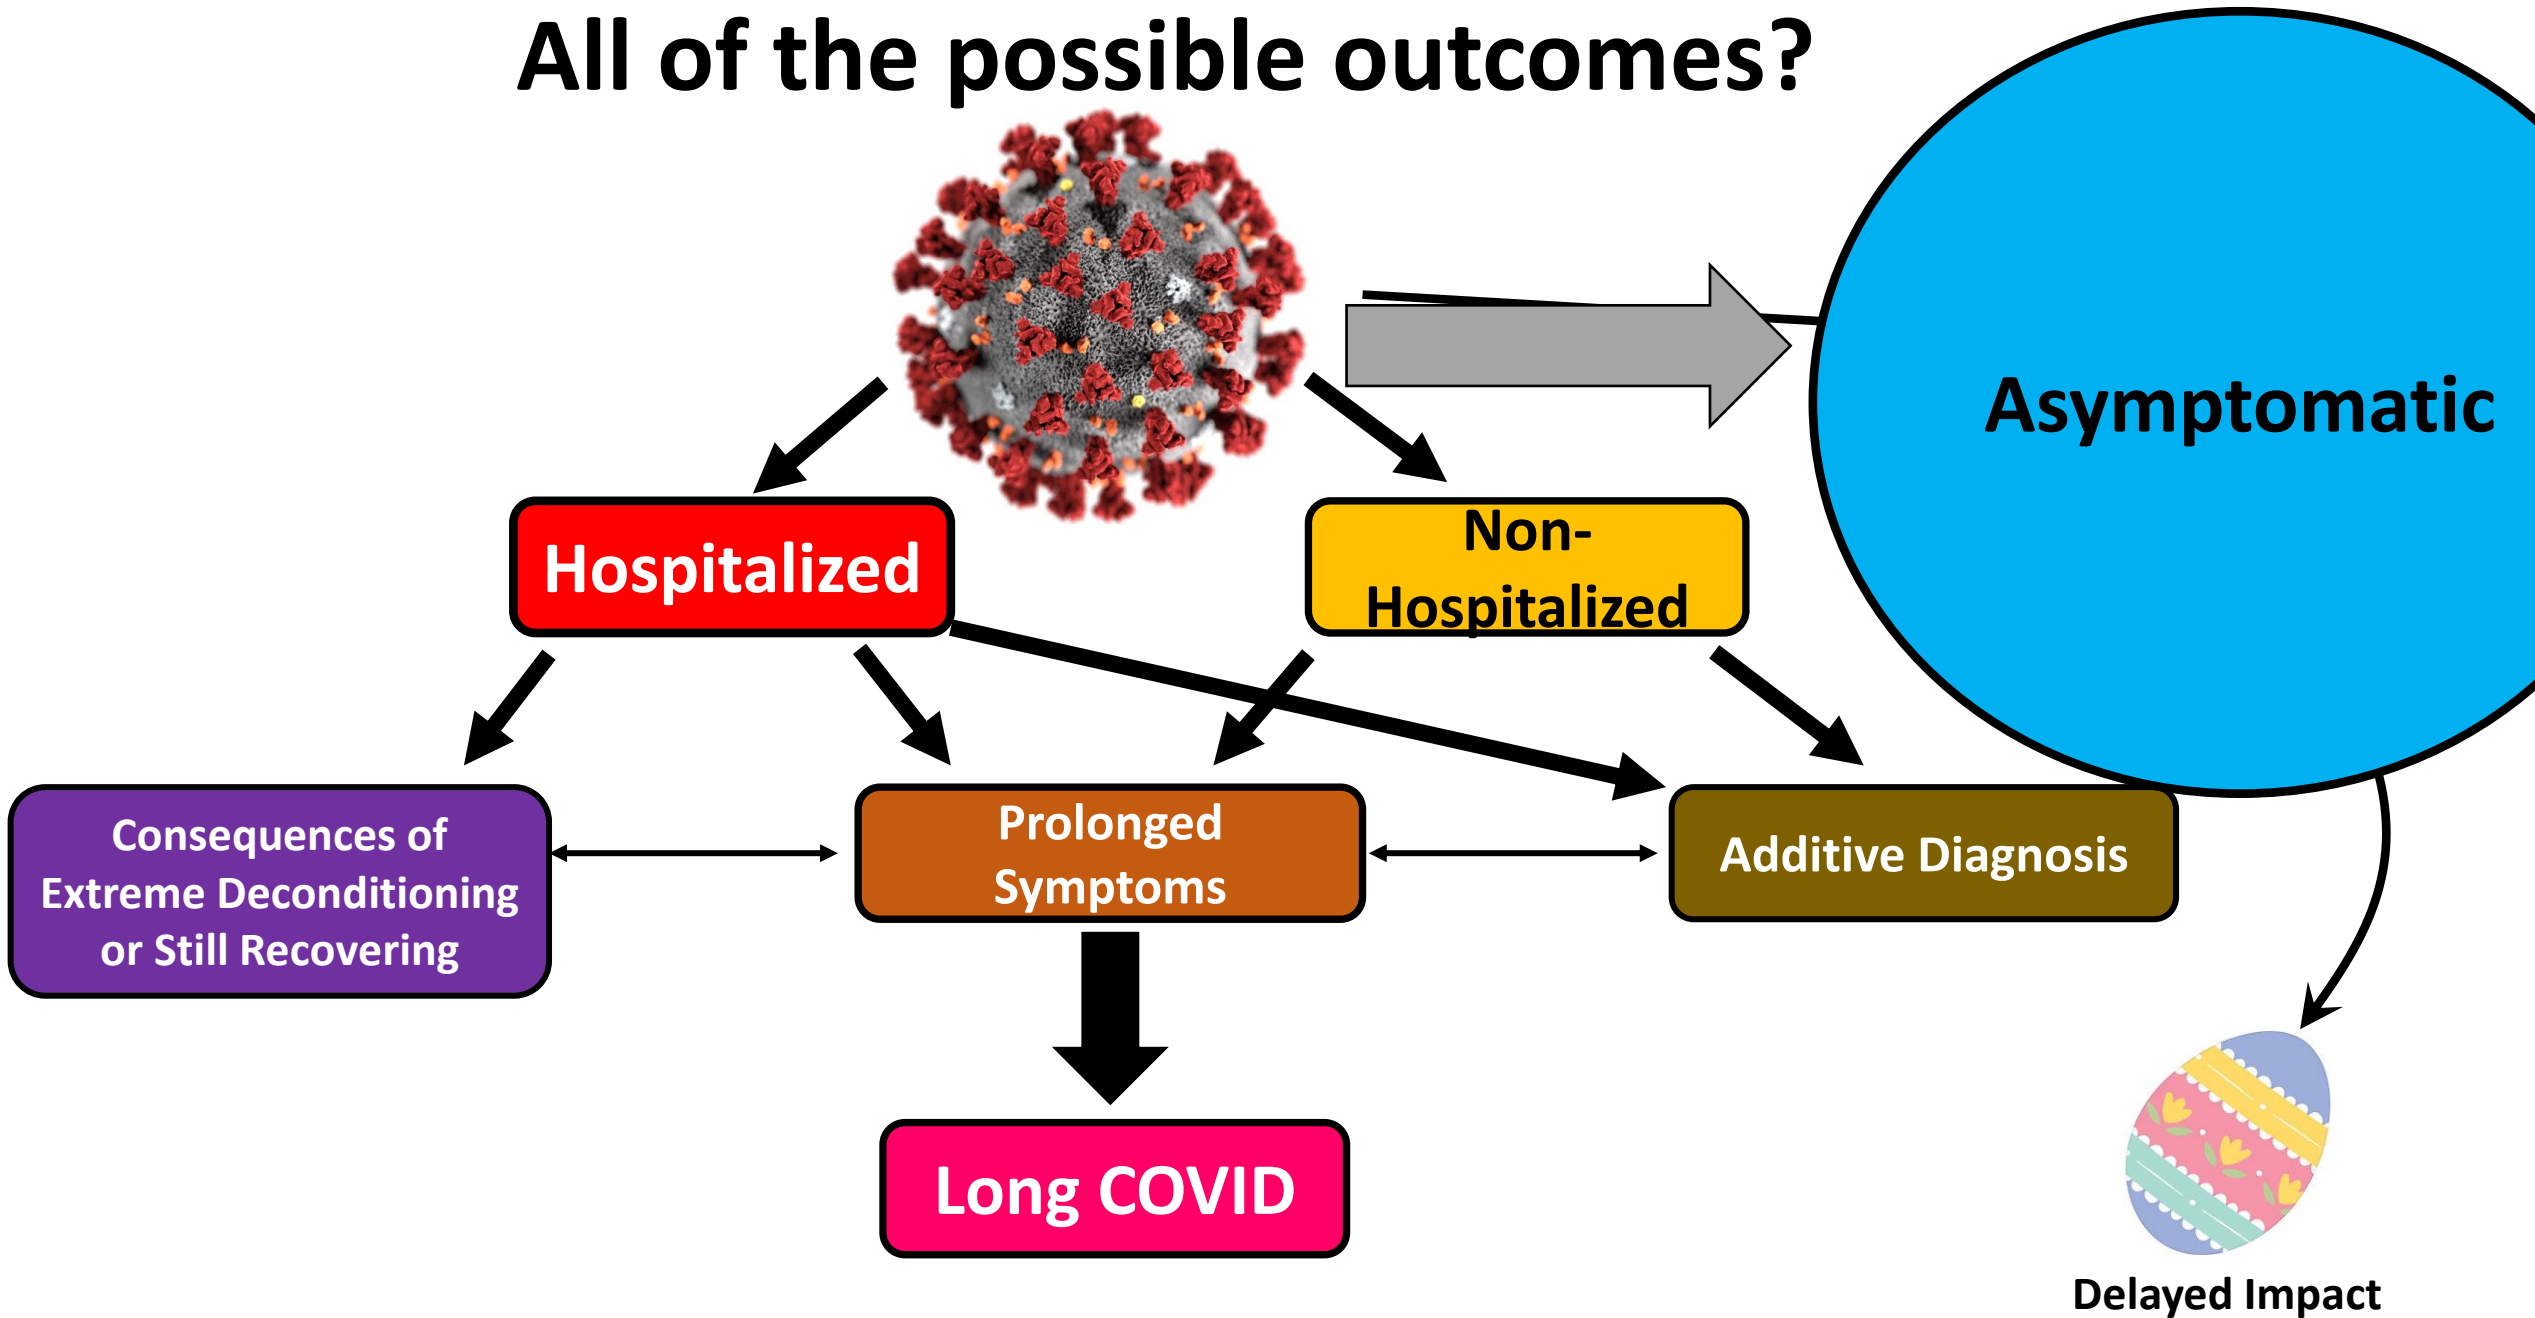 All of the possible outcomes?
Asymptomatic
Hospitalized
Non-
Hospitalized
Consequences of
Extreme Deconditioning
or Still Recovering
Prolonged
Symptoms
Additive Diagnosis
Long COVID
Delayed Impact